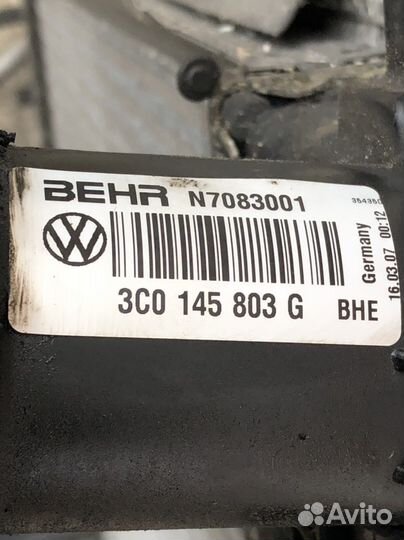 BEHR N7083001
354350
3C0 145 803 G BHE
Germany
16.03.07 00:12
Avito